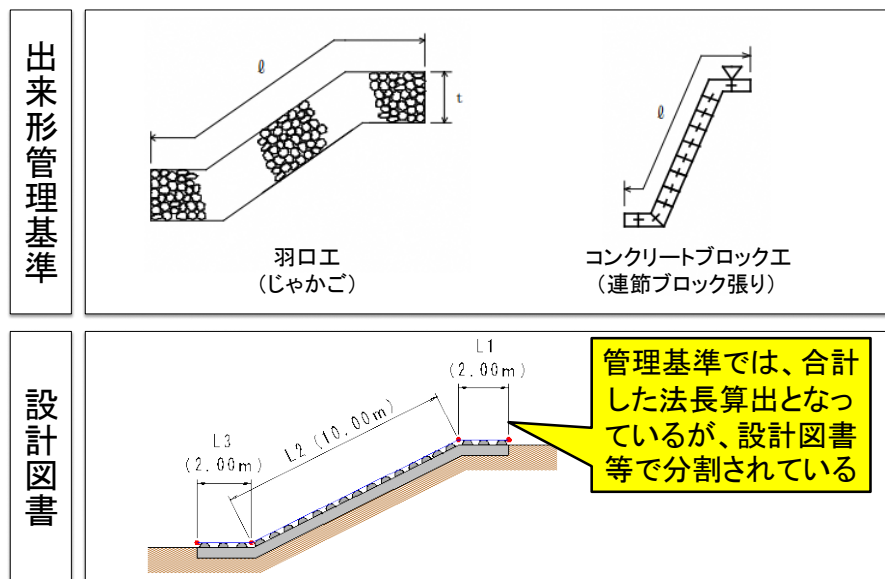 出来形管理基準
ℓ
t
羽口工
(じゃかご)
ℓ
コンクリートブロック工
(連節ブロック張り)
設計図書
L1
(2.00m)
L2 (10.00m)
L3
(2.00m)
管理基準では、合計
した法長算出となっ
ているが、設計図書
等で分割されている